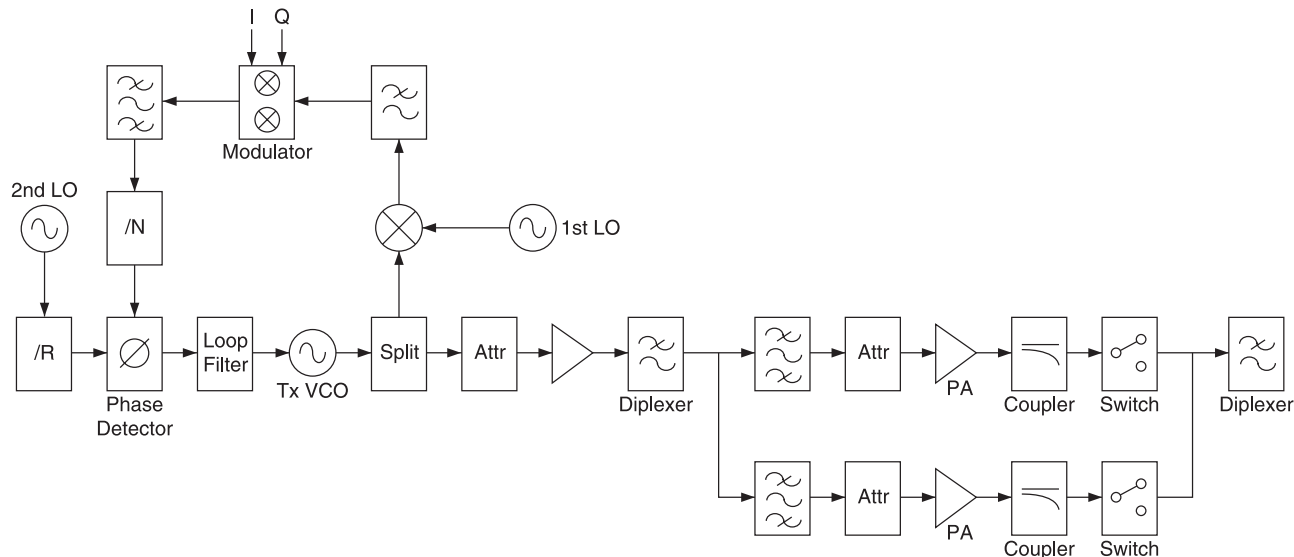 I Q
Modulator
2nd LO
/N
1st LO
/R
Loop
Filter
Split
Attr
Attr
Tx VCO
Phase
Detector
Diplexer
PA
Coupler
Switch
Diplexer
Attr
PA
Coupler
Switch